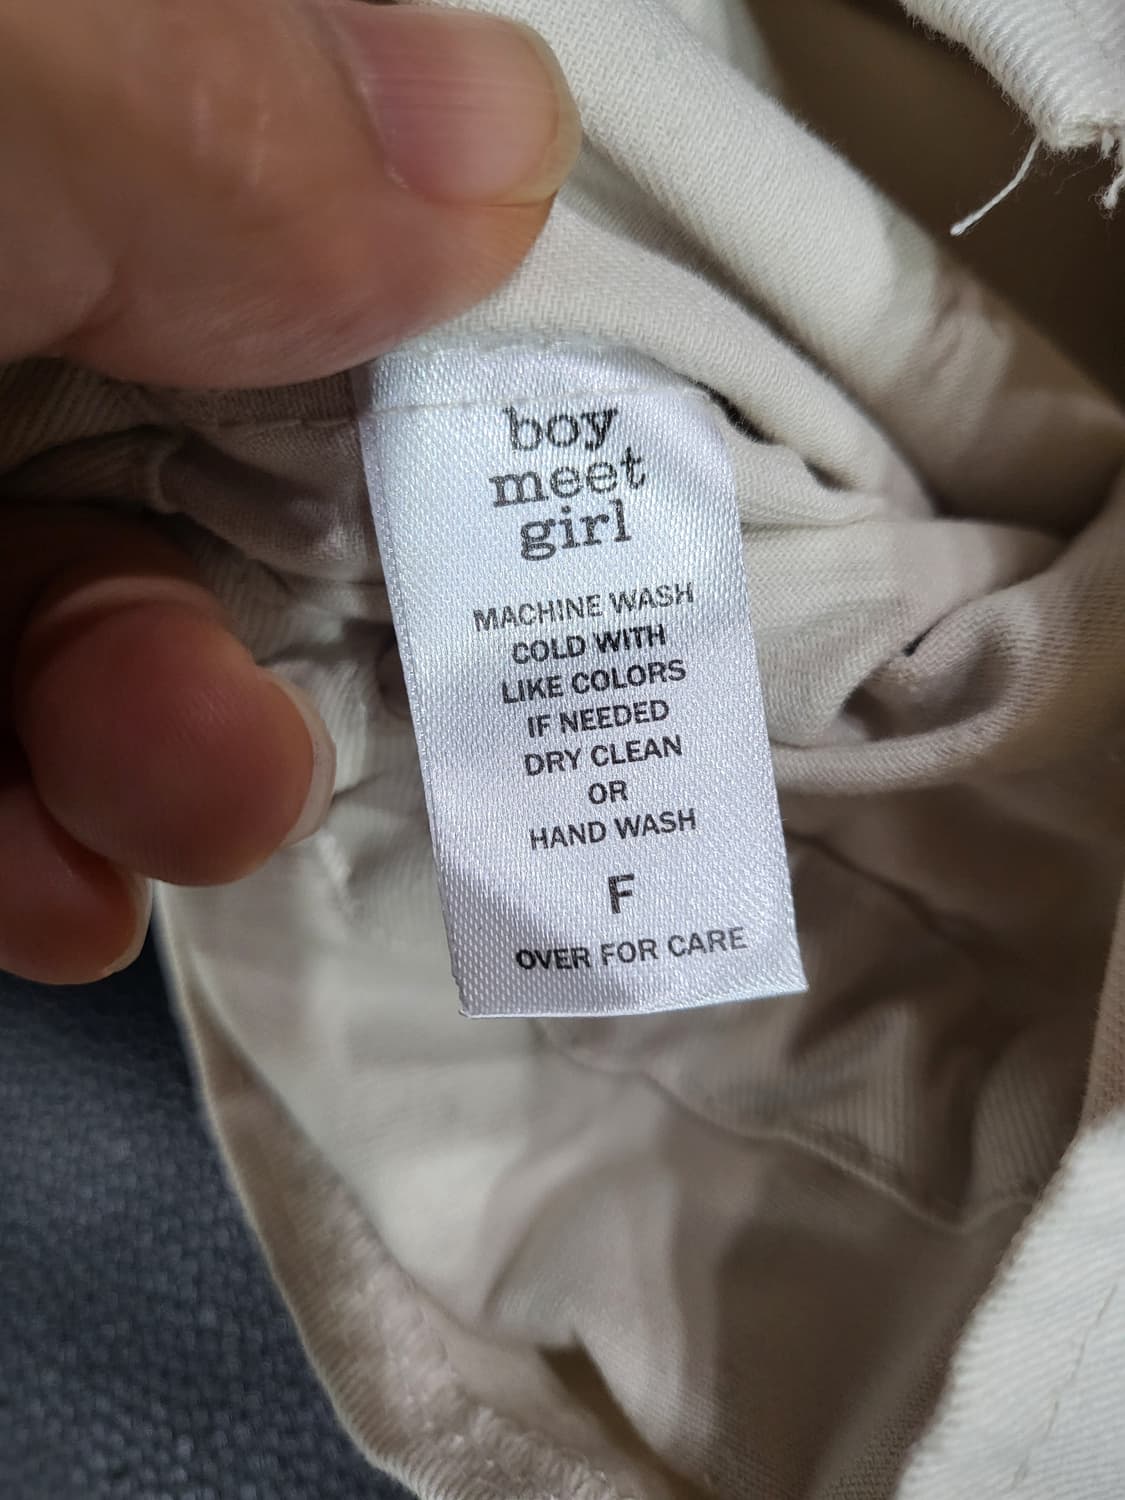 boy
meet
girl
MACHINE WASH
COLD WITH
LIKE COLORS
IF NEEDED
DRY CLEAN
OR
HAND WASH
F
OVER FOR CARE